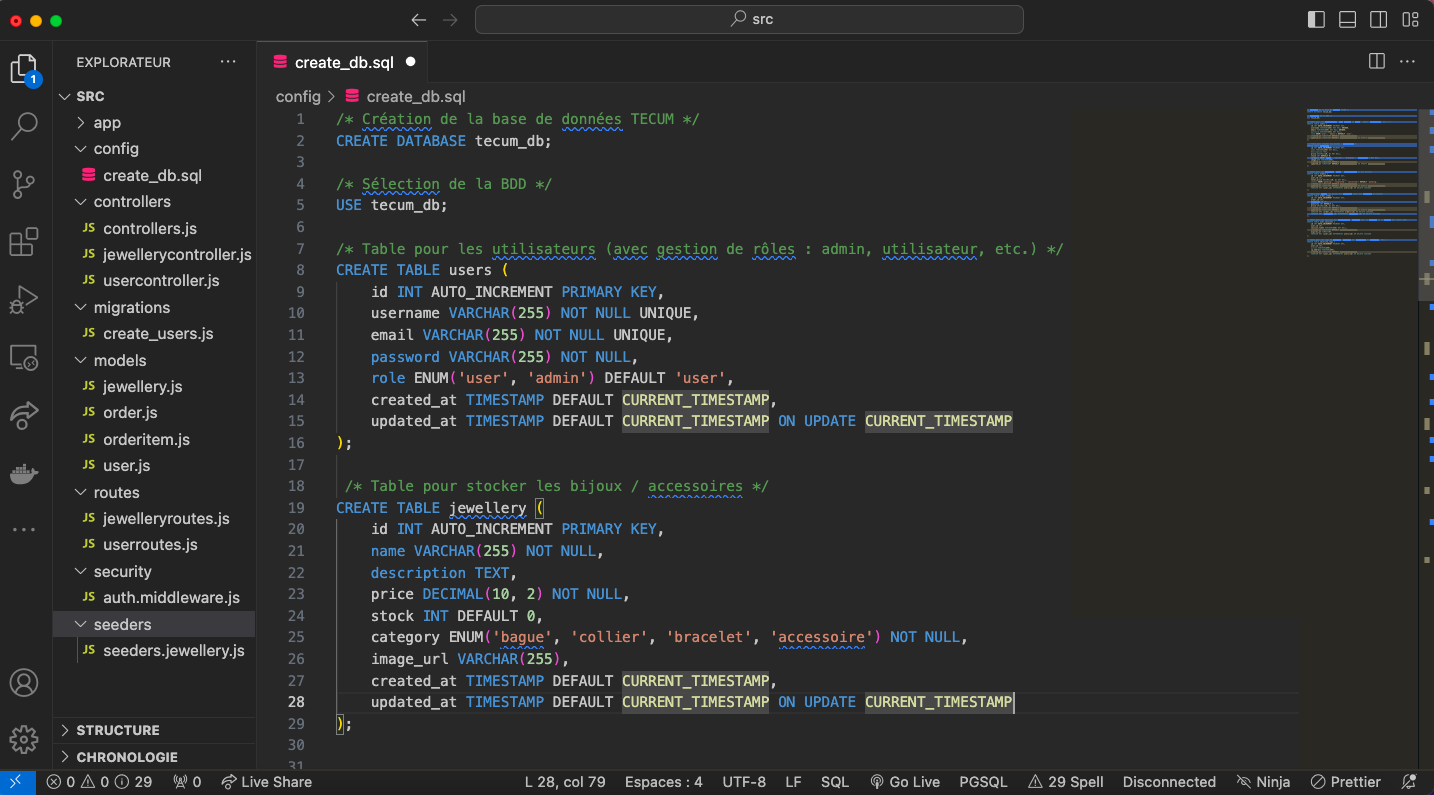 src
EXPLORATEUR
create_db.sql
1
SRC
app
config
create_db.sql
controllers
JS controllers.js
JS jewellerycontroller.js
JS usercontroller.js
migrations
JS create_users.js
models
JS jewellery.js
JS order.js
JS orderitem.js
JS user.js
routes
JS jewelleryroutes.js
JS userroutes.js
security
JS auth.middleware.js
seeders
JS seeders.jewellery.js
STRUCTURE
CHRONOLOGIE
config > create_db.sql
1 /* Création de la base de données TECUM */
2 CREATE DATABASE tecum_db;
3
4 /* Sélection de la BDD */
5 USE tecum_db;
6
7 /* Table pour les utilisateurs (avec gestion de rôles : admin, utilisateur, etc.) */
8 CREATE TABLE users (
9 id INT AUTO_INCREMENT PRIMARY KEY,
10 username VARCHAR(255) NOT NULL UNIQUE,
11 email VARCHAR(255) NOT NULL UNIQUE,
12 password VARCHAR(255) NOT NULL,
13 role ENUM('user', 'admin') DEFAULT 'user',
14 created_at TIMESTAMP DEFAULT CURRENT_TIMESTAMP,
15 updated_at TIMESTAMP DEFAULT CURRENT_TIMESTAMP ON UPDATE CURRENT_TIMESTAMP
16 );
17
18 /* Table pour stocker les bijoux / accessoires */
19 CREATE TABLE jewellery (
20 id INT AUTO_INCREMENT PRIMARY KEY,
21 name VARCHAR(255) NOT NULL,
22 description TEXT,
23 price DECIMAL(10, 2) NOT NULL,
24 stock INT DEFAULT 0,
25 category ENUM('bague', 'collier', 'bracelet', 'accessoire') NOT NULL,
26 image_url VARCHAR(255),
27 created_at TIMESTAMP DEFAULT CURRENT_TIMESTAMP,
28 updated_at TIMESTAMP DEFAULT CURRENT_TIMESTAMP ON UPDATE CURRENT_TIMESTAMP
29 );
30
31
0 0 29 0 Live Share L 28, col 79 Espaces : 4 UTF-8 LF SQL Go Live PGSQL 29 Spell Disconnected Ninja Prettier